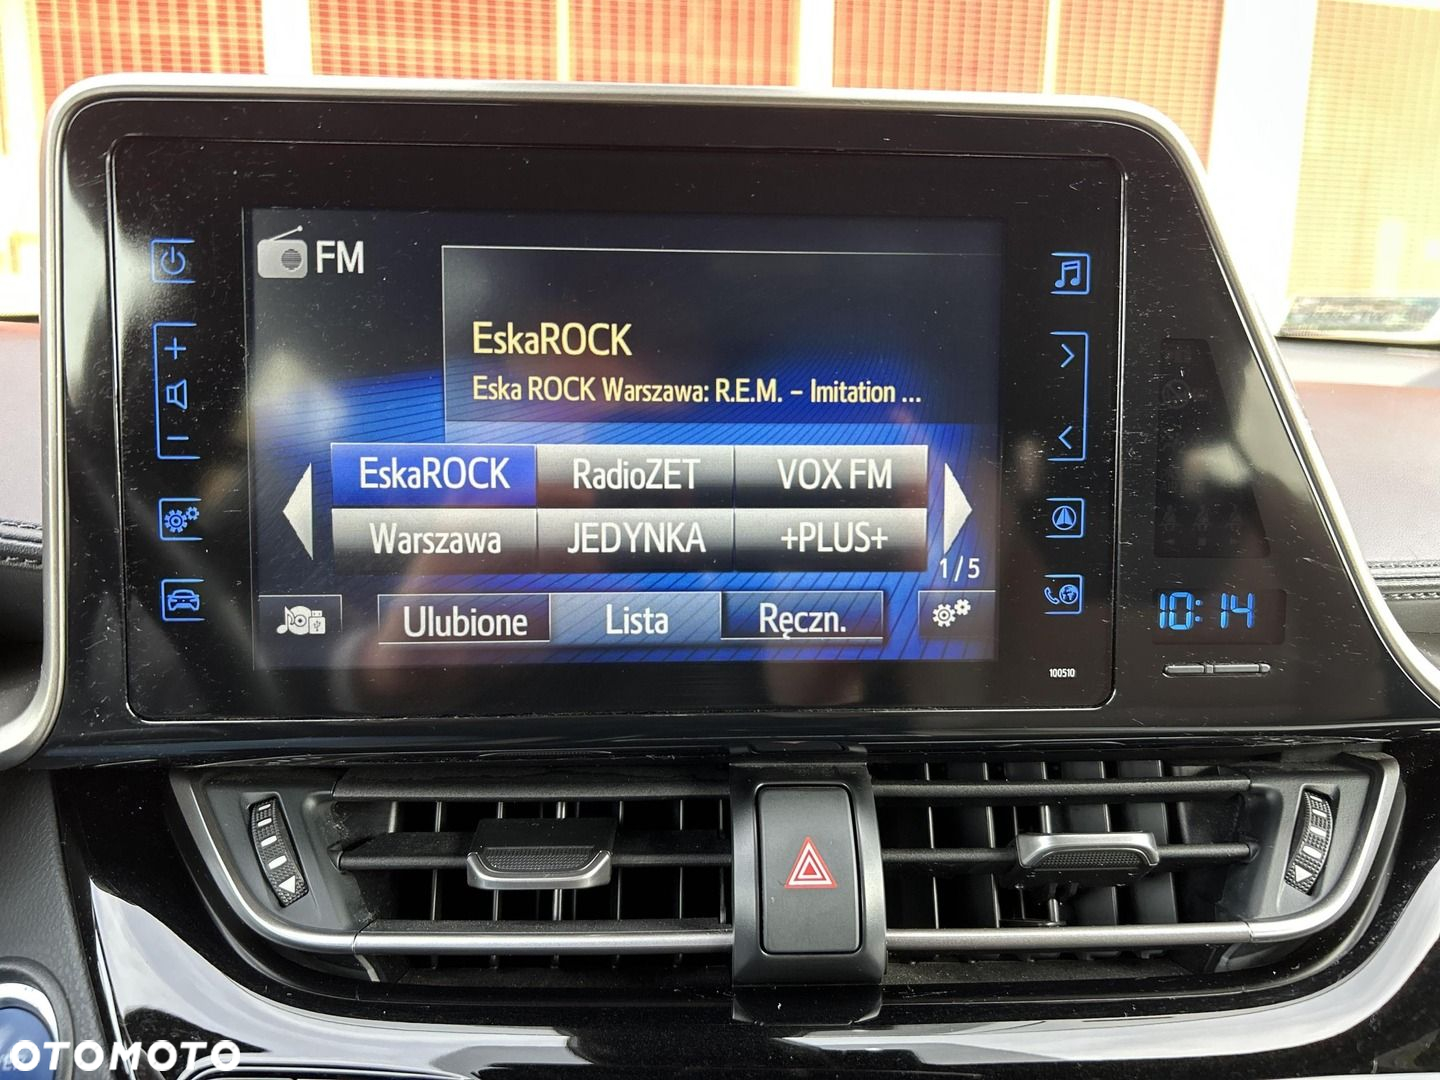 FM
EskaROCK
Eska ROCK Warszawa: R.E.M. – Imitation ...
EskaROCK RadioZET VOX FM
Warszawa JEDYNKA +PLUS+
1/5
Ulubione Lista Ręczn.
100510
10:14
OTOMOTO